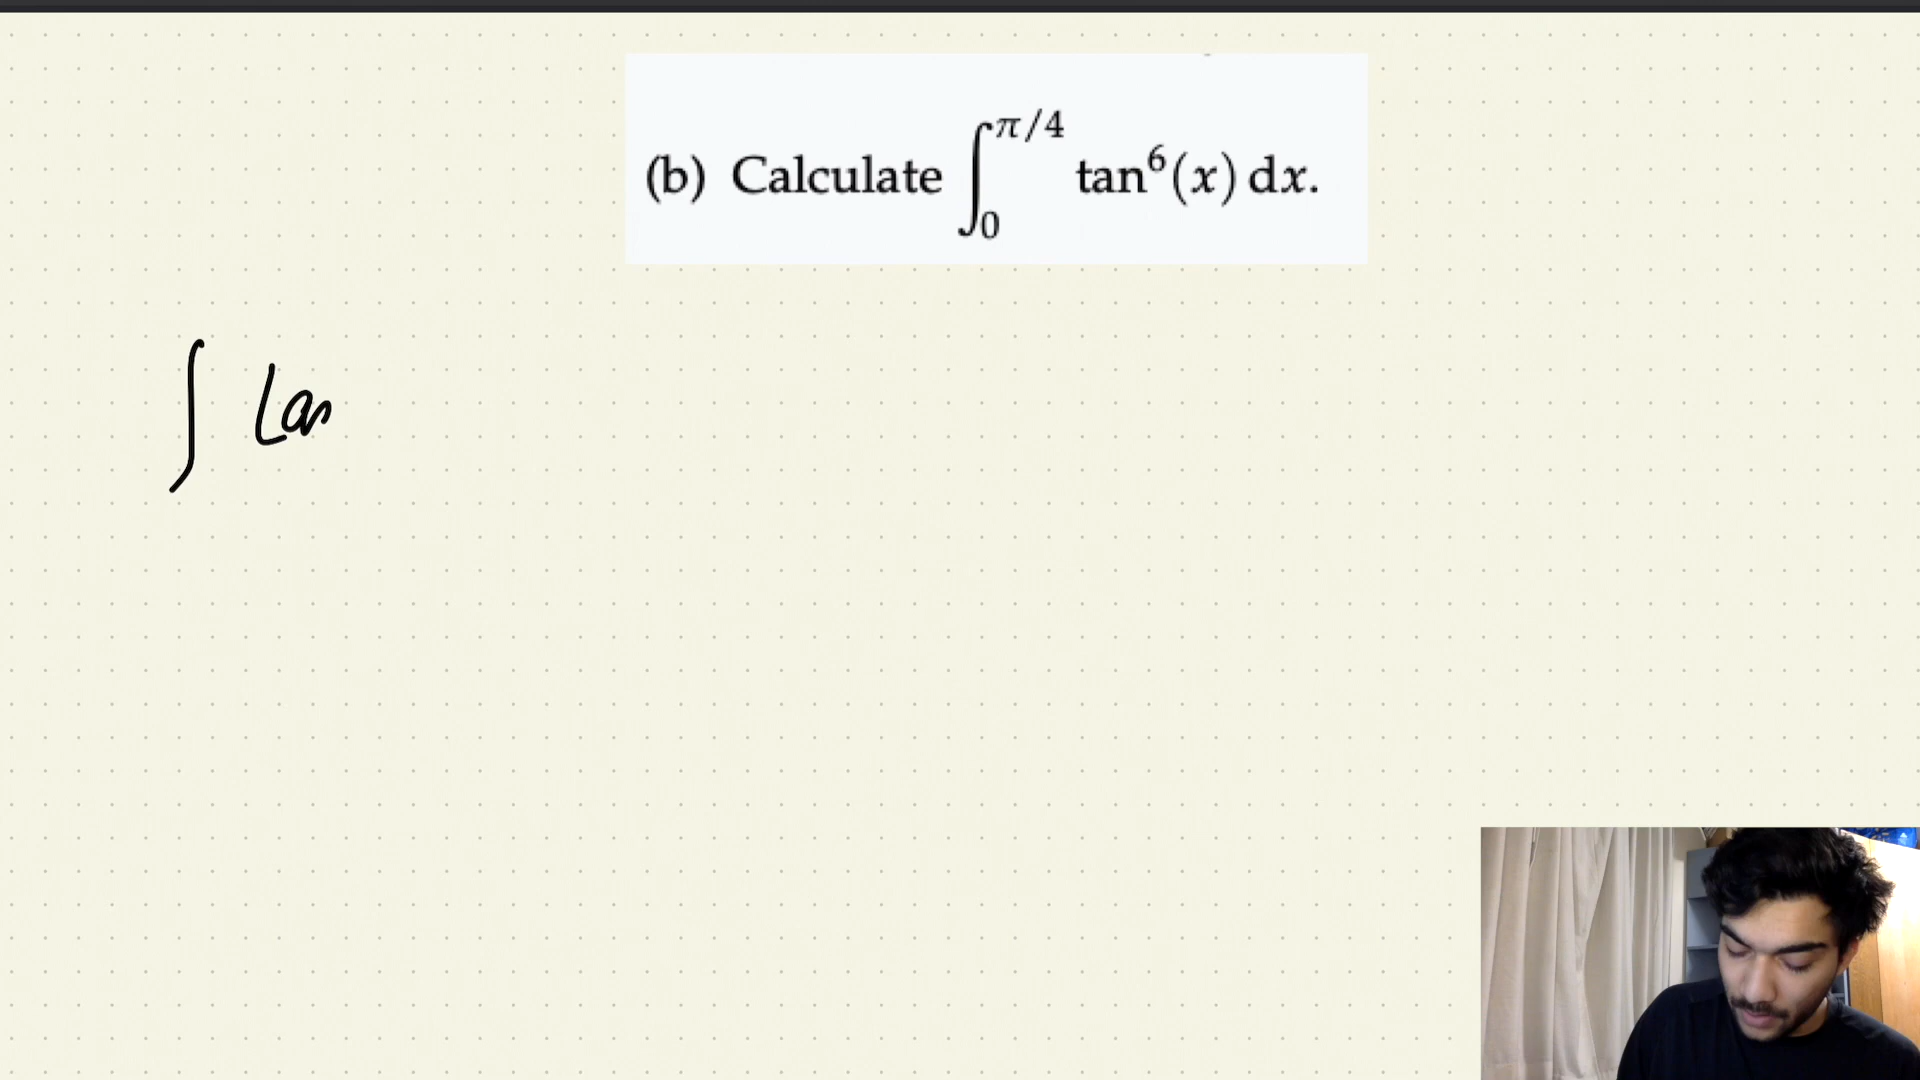 (b) Calculate ∫₀^{π/4} tan⁶(x) dx.
∫ tan